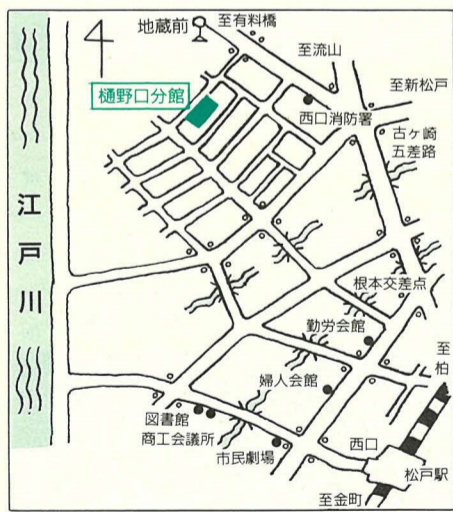 地蔵前
至有料橋
至流山
至新松戸
樋野口分館
西口消防署
古ヶ崎
五差路
江戸川
根本交差点
勤労会館
至柏
婦人会館
図書館
商工会議所
西口
市民劇場
松戸駅
至金町